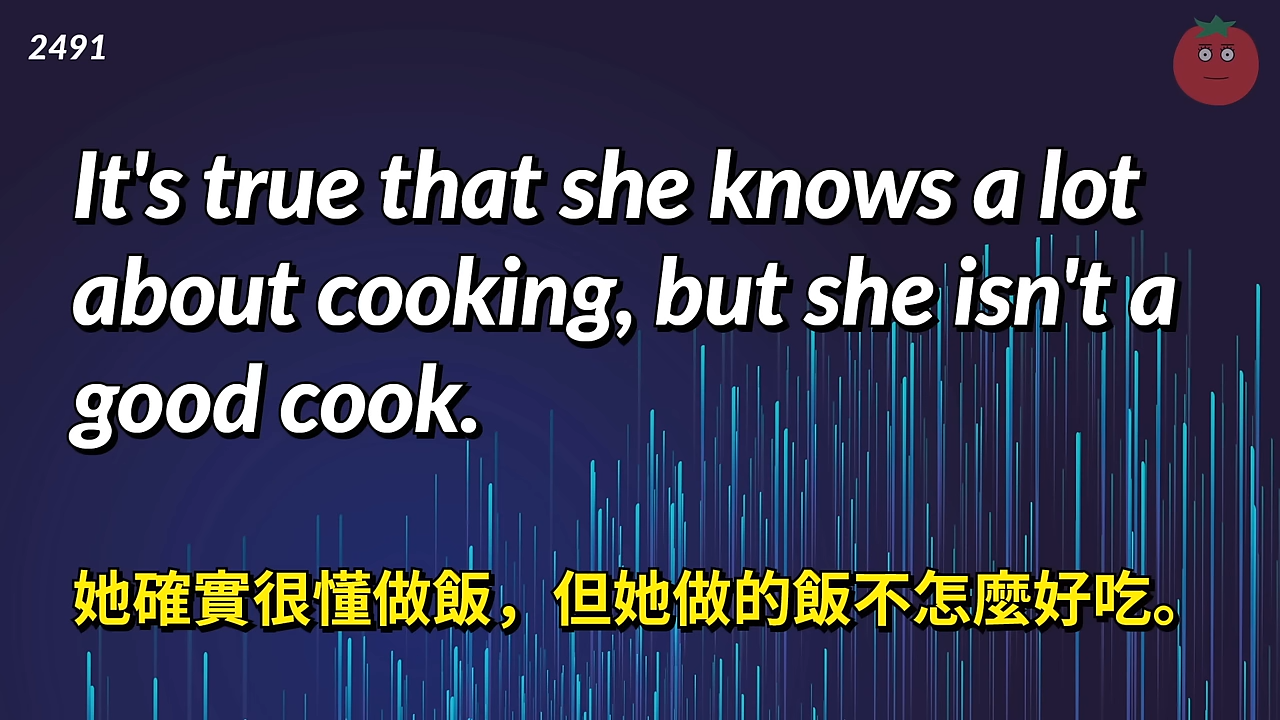 2491
It's true that she knows a lot
about cooking, but she isn't a
good cook.
她確實很懂做飯，但她做的飯不怎麼好吃。